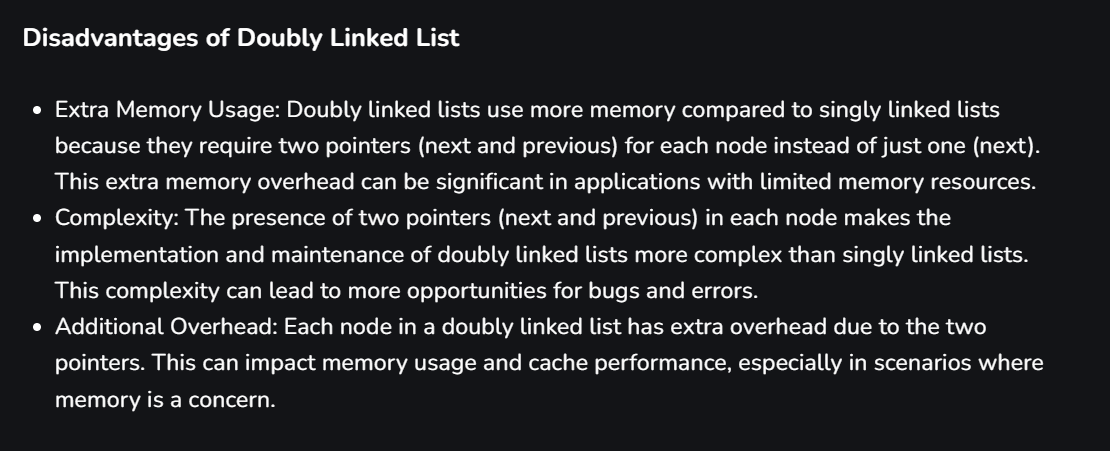 Disadvantages of Doubly Linked List
• Extra Memory Usage: Doubly linked lists use more memory compared to singly linked lists
because they require two pointers (next and previous) for each node instead of just one (next).
This extra memory overhead can be significant in applications with limited memory resources.
• Complexity: The presence of two pointers (next and previous) in each node makes the
implementation and maintenance of doubly linked lists more complex than singly linked lists.
This complexity can lead to more opportunities for bugs and errors.
• Additional Overhead: Each node in a doubly linked list has extra overhead due to the two
pointers. This can impact memory usage and cache performance, especially in scenarios where
memory is a concern.